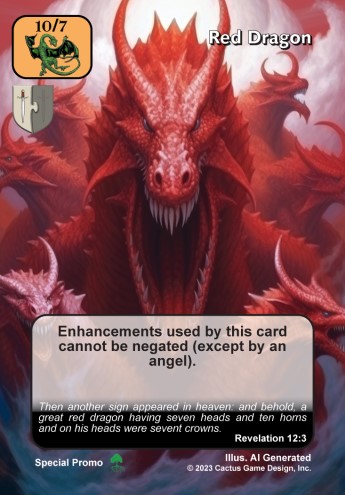 10/7
Red Dragon
Enhancements used by this card
cannot be negated (except by an
angel).
Then another sign appeared in heaven: and behold, a
great red dragon having seven heads and ten horns
and on his heads were sevent crowns.
Revelation 12:3
Special Promo
Illus. AI Generated
© 2023 Cactus Game Design, Inc.